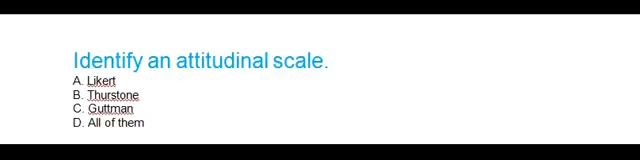 Identify an attitudinal scale.
A. Likert
B. Thurstone
C. Guttman
D. All of them